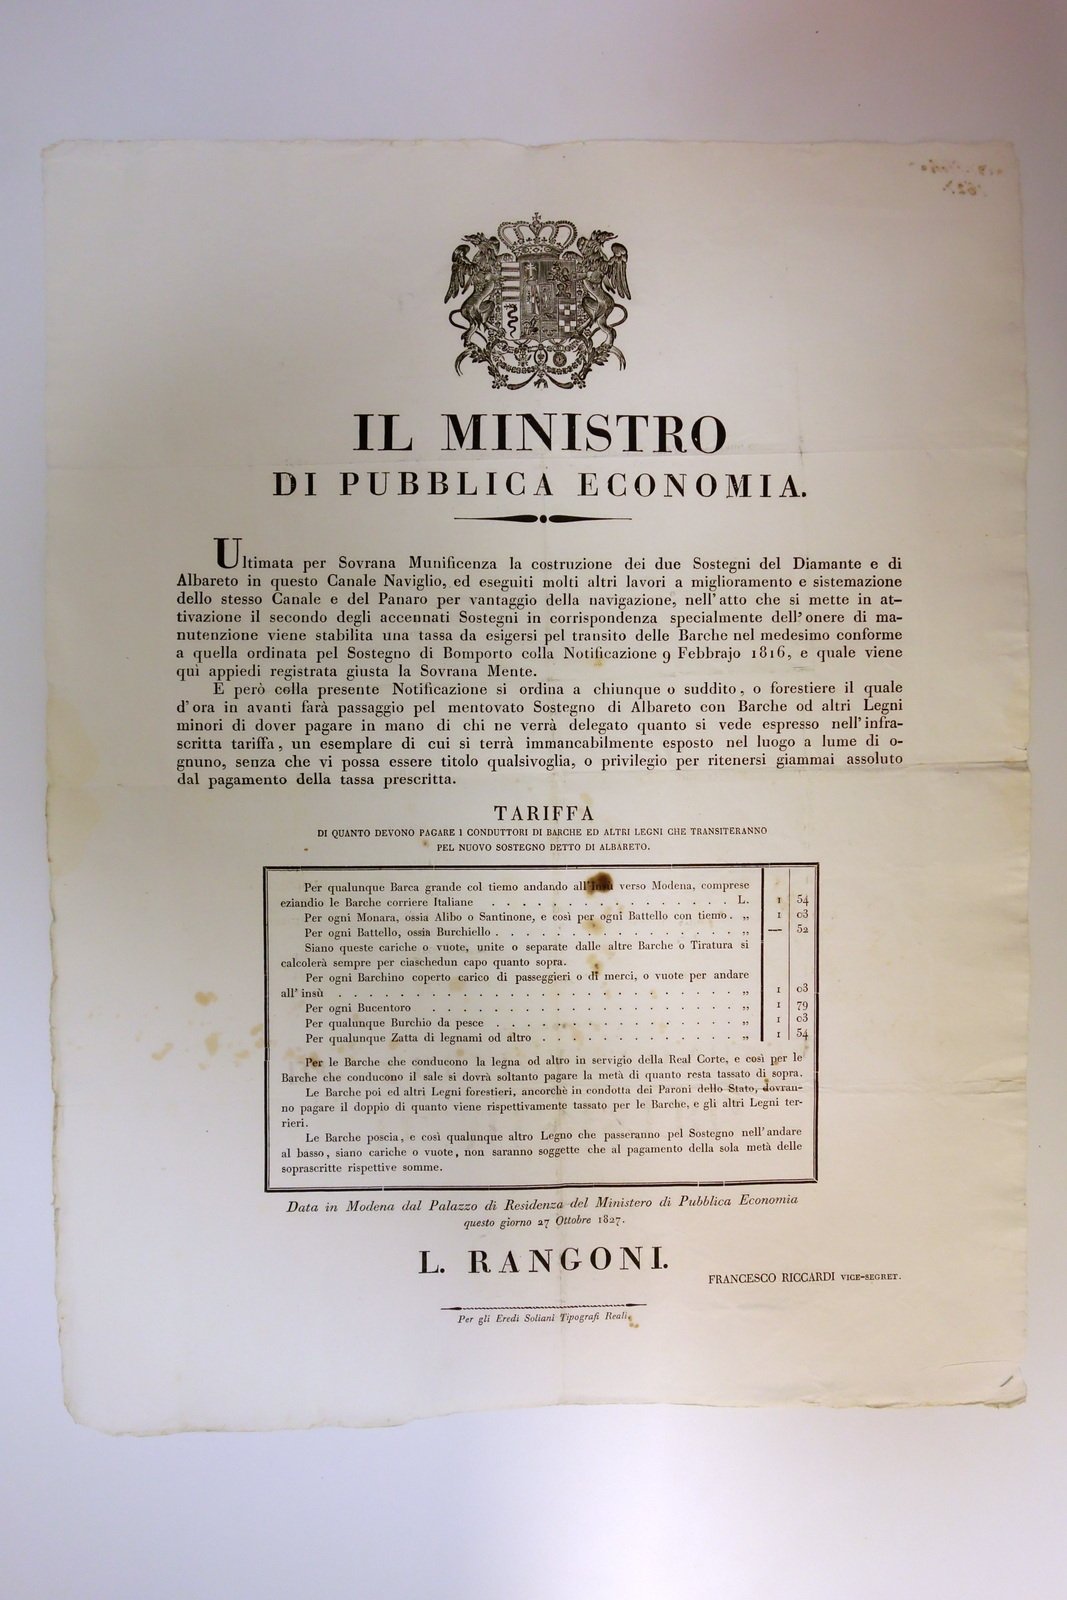 IL MINISTRO
DI PUBBLICA ECONOMIA.
Ultimata per Sovrana Munificenza la costruzione dei due Sostegni del Diamante e di
Albareto in questo Canale Naviglio, ed eseguiti molti altri lavori a miglioramento e sistemazione
dello stesso Canale e del Panaro per vantaggio della navigazione, nell'atto che si mette in at-
tivazione il secondo degli accennati Sostegni in corrispondenza specialmente dell'onere di ma-
nutenzione viene stabilita una tassa da esigersi pel transito delle Barche nel medesimo conforme
a quella ordinata pel Sostegno di Bomporto colla Notificazione 9 Febbrajo 1816, e quale viene
qui appiedi registrata giusta la Sovrana Mente.
E però colla presente Notificazione si ordina a chiunque o suddito, o forestiere il quale
d'ora in avanti farà passaggio pel mentovato Sostegno di Albareto con Barche od altri Legni
minori di dover pagare in mano di chi ne verrà delegato quanto si vede espresso nell'infra-
scritta tariffa, un esemplare di cui si terrà immancabilmente esposto nel luogo a lume di o-
gnuno, senza che vi possa essere titolo qualsivoglia, o privilegio per ritenersi giammai assoluto
dal pagamento della tassa prescritta.
TARIFFA
DI QUANTO DEVONO PAGARE I CONDUTTORI DI BARCHE ED ALTRI LEGNI CHE TRANSITERANNO
PEL NUOVO SOSTEGNO DETTO DI ALBARETO.
Per qualunque Barca grande col tiemo andando all'insù verso Modena, comprese
eziandio le Barche corriere Italiane . . . . . . . . . . . . . . . . L. 1 54
Per ogni Monara, ossia Alibo o Santinone, e così per ogni Battello con tiemo . „ 1 03
Per ogni Battello, ossia Burchiello . . . . . . . . . . . . . . . . „ — 52
Siano queste cariche o vuote, unite o separate dalle altre Barche o Tiratura si
calcolerà sempre per ciaschedun capo quanto sopra.
Per ogni Barchino coperto carico di passeggieri o di merci, o vuote per andare
all'insù . . . . . . . . . . . . . . . . . . . . . . . . „ 1 03
Per ogni Bucentoro . . . . . . . . . . . . . . . . . . . . „ 1 79
Per qualunque Burchio da pesce . . . . . . . . . . . . . . . . „ 1 03
Per qualunque Zatta di legnami od altro . . . . . . . . . . . . . „ 1 54
Per le Barche che conducono la legna od altro in servigio della Real Corte, e così per le
Barche che conducono il sale si dovrà soltanto pagare la metà di quanto resta tassato di sopra.
Le Barche poi ed altri Legni forestieri, ancorchè in condotta dei Paroni dello Stato, dovran-
no pagare il doppio di quanto viene rispettivamente tassato per le Barche, e gli altri Legni ter-
rieri.
Le Barche poscia, e così qualunque altro Legno che passeranno pel Sostegno nell'andare
al basso, siano cariche o vuote, non saranno soggette che al pagamento della sola metà delle
soprascritte rispettive somme.
Data in Modena dal Palazzo di Residenza del Ministero di Pubblica Economia
questo giorno 27 Ottobre 1827.
L. RANGONI.
FRANCESCO RICCARDI VICE-SEGRET.
Per gli Eredi Soliani Tipografi Reali.